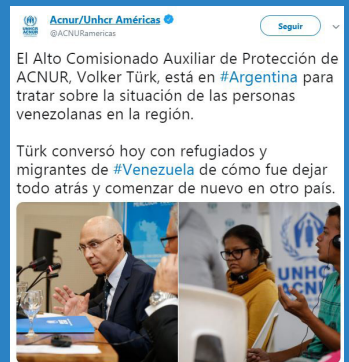 Acnur/Unhcr Américas
@ACNURamericas
Seguir
El Alto Comisionado Auxiliar de Protección de
ACNUR, Volker Türk, está en #Argentina para
tratar sobre la situación de las personas
venezolanas en la región.
Türk conversó hoy con refugiados y
migrantes de #Venezuela de cómo fue dejar
todo atrás y comenzar de nuevo en otro país.
UNHCR
ACNUR